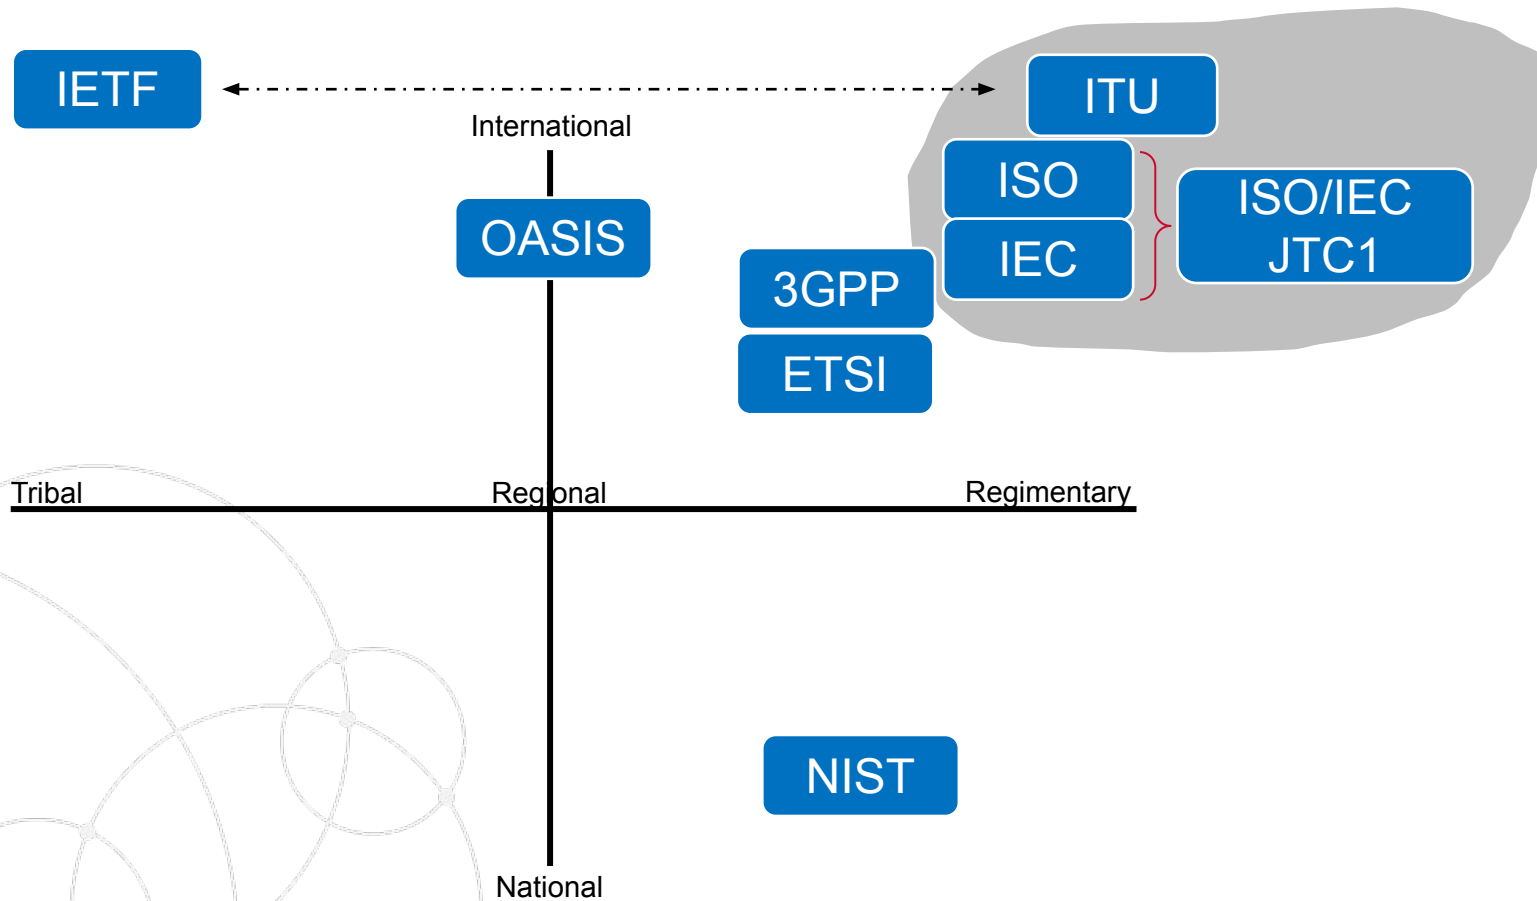 IETF
ITU
International
ISO
ISO/IEC
JTC1
OASIS
IEC
3GPP
ETSI
Tribal
Regional
Regimentary
NIST
National